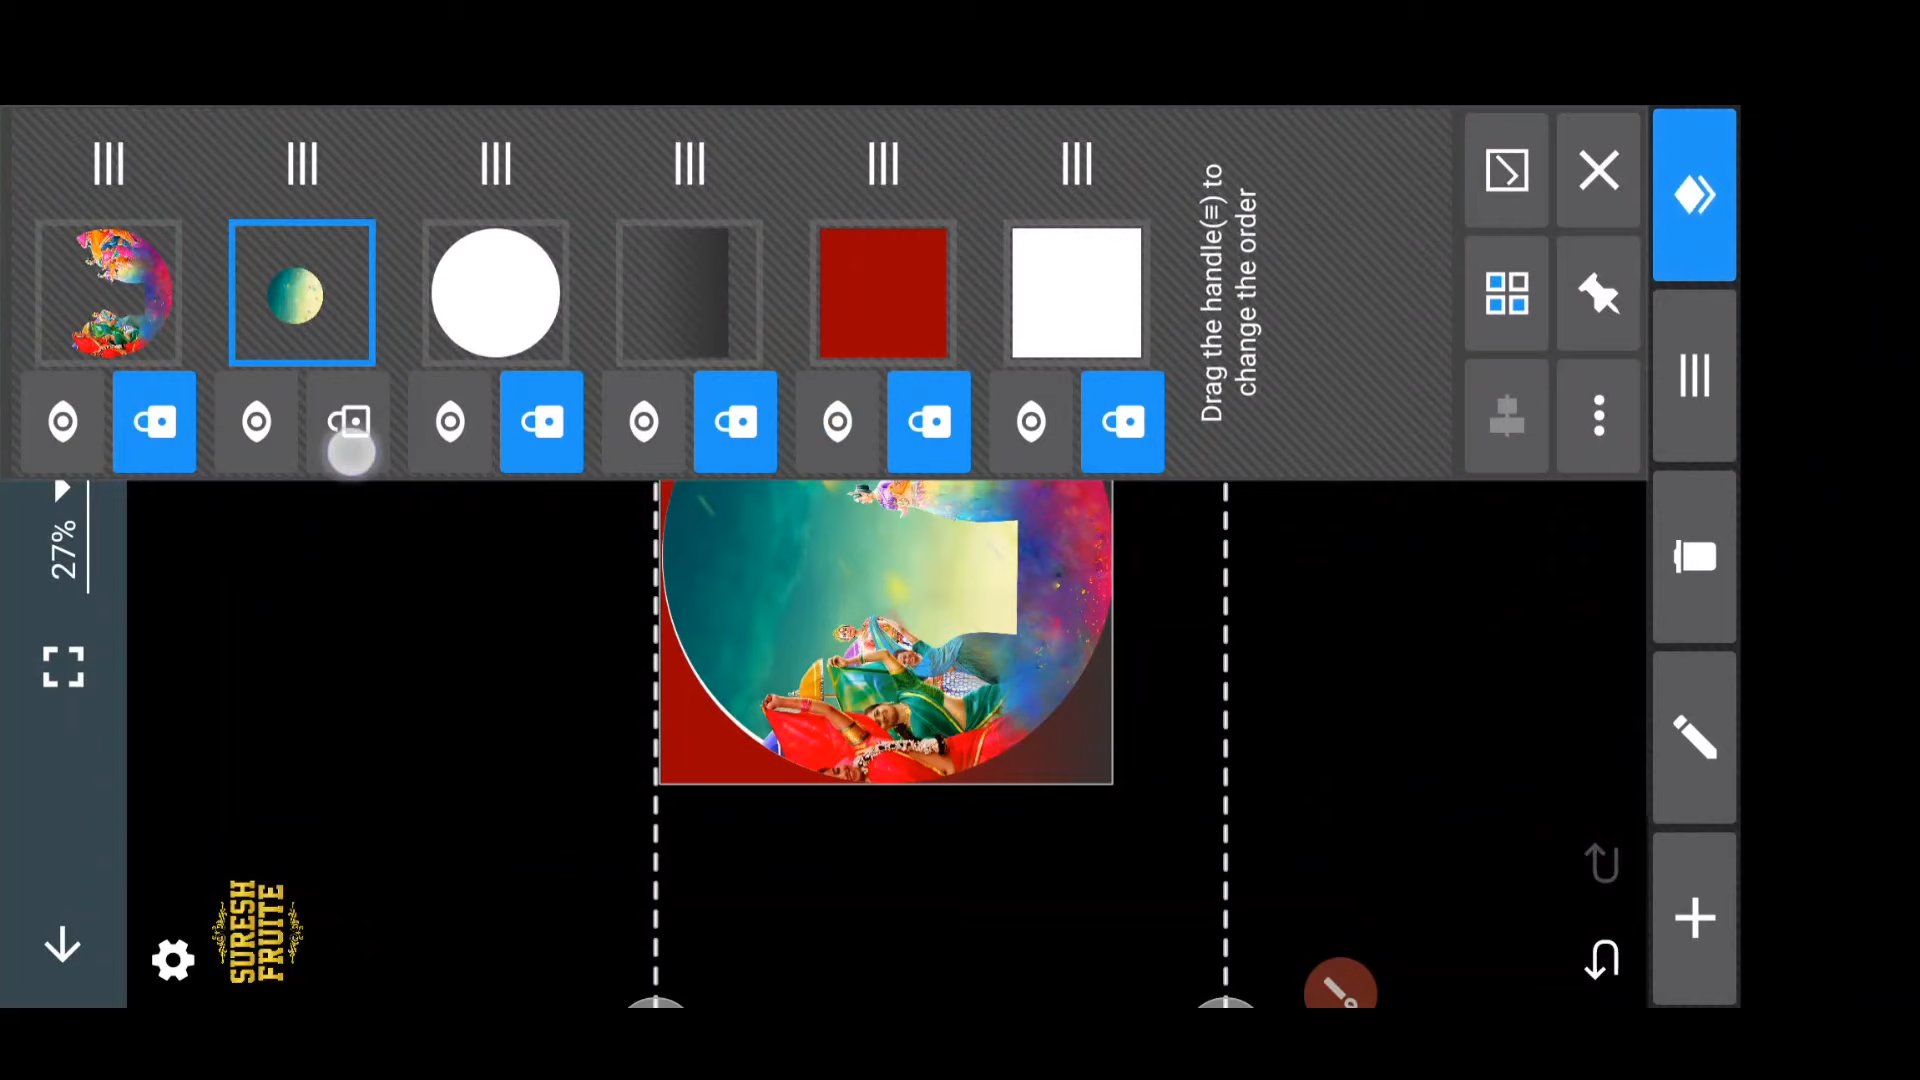 Drag the handle(≡) to
change the order
27%
SURESH
FRUITE